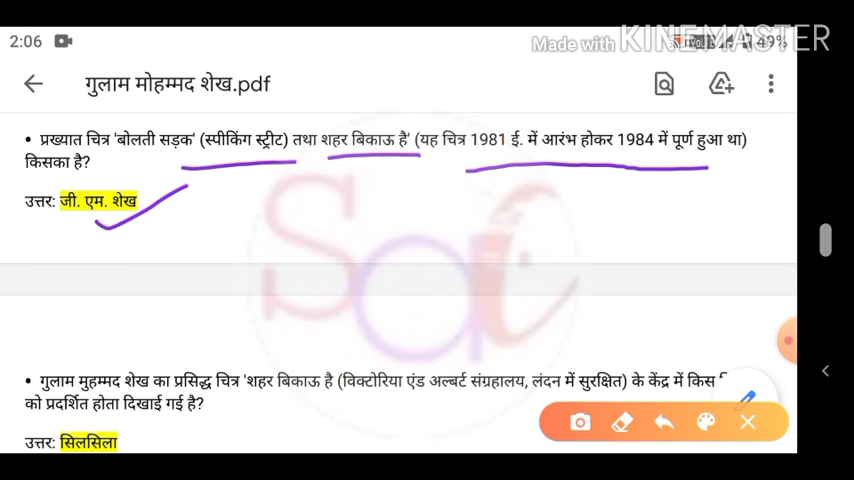 2:06
Made with KINEMASTER
49%
गुलाम मोहम्मद शेख.pdf
• प्रख्यात चित्र 'बोलती सड़क' (स्पीकिंग स्ट्रीट) तथा शहर बिकाऊ है' (यह चित्र 1981 ई. में आरंभ होकर 1984 में पूर्ण हुआ था)
किसका है?
उत्तर: जी. एम. शेख
sai
• गुलाम मुहम्मद शेख का प्रसिद्ध चित्र 'शहर बिकाऊ है (विक्टोरिया एंड अल्बर्ट संग्रहालय, लंदन में सुरक्षित) के केंद्र में किस
को प्रदर्शित होता दिखाई गई है?
उत्तर: सिलसिला